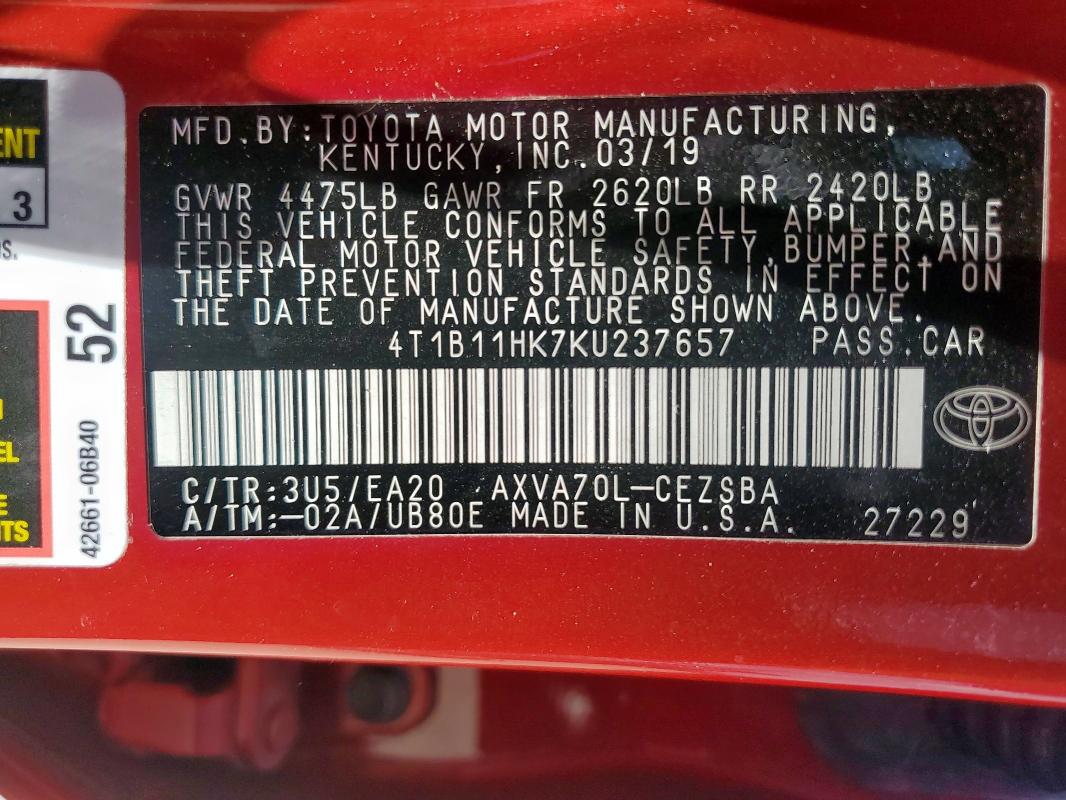 MFD.BY:TOYOTA MOTOR MANUFACTURING,
KENTUCKY, INC. 03/19
GVWR 4475LB GAWR FR 2620LB RR 2420LB
THIS VEHICLE CONFORMS TO ALL APPLICABLE
FEDERAL MOTOR VEHICLE SAFETY,BUMPER,AND
THEFT PREVENTION STANDARDS IN EFFECT ON
THE DATE OF MANUFACTURE SHOWN ABOVE.
4T1B11HK7KU237657 PASS.CAR
C/TR:3U5/EA20 AXVA70L-CEZSBA
A/TM:-02A/UB80E MADE IN U.S.A. 27229
ENT
3
52
42661-06B40
EL
E
ITS